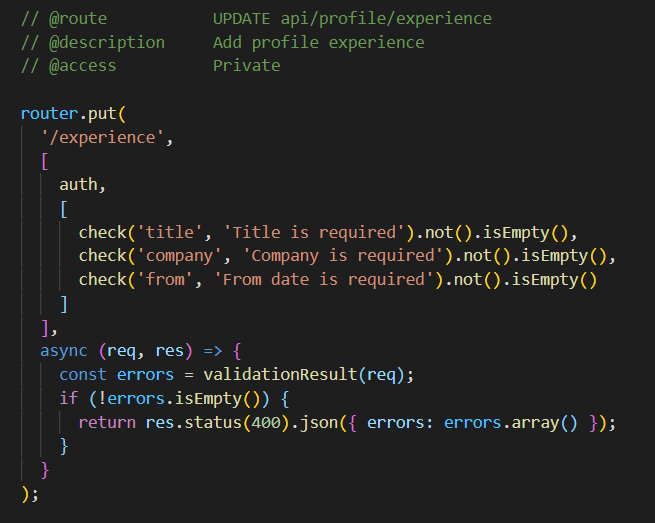 // @route           UPDATE api/profile/experience
// @description     Add profile experience
// @access          Private

router.put(
  '/experience',
  [
    auth,
    [
      check('title', 'Title is required').not().isEmpty(),
      check('company', 'Company is required').not().isEmpty(),
      check('from', 'From date is required').not().isEmpty()
    ]
  ],
  async (req, res) => {
    const errors = validationResult(req);
    if (!errors.isEmpty()) {
      return res.status(400).json({ errors: errors.array() });
    }
  }
);